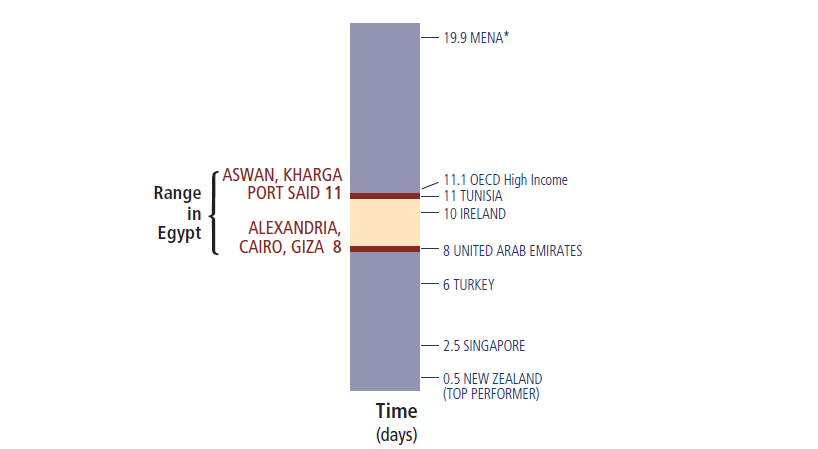 19.9 MENA*
Range
in
Egypt
ASWAN, KHARGA
PORT SAID 11
ALEXANDRIA,
CAIRO, GIZA 8
11.1 OECD High Income
11 TUNISIA
10 IRELAND
8 UNITED ARAB EMIRATES
6 TURKEY
2.5 SINGAPORE
0.5 NEW ZEALAND
(TOP PERFORMER)
Time
(days)